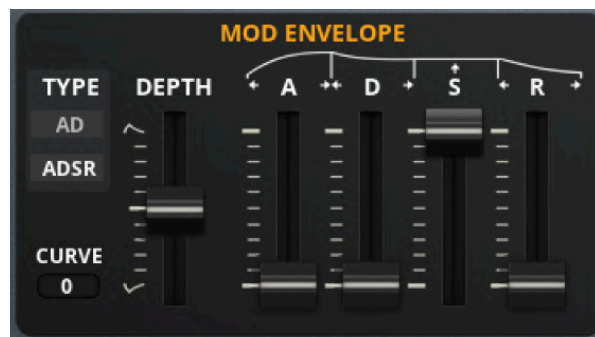 MOD ENVELOPE
TYPE DEPTH A D S R
AD
ADSR
CURVE
0